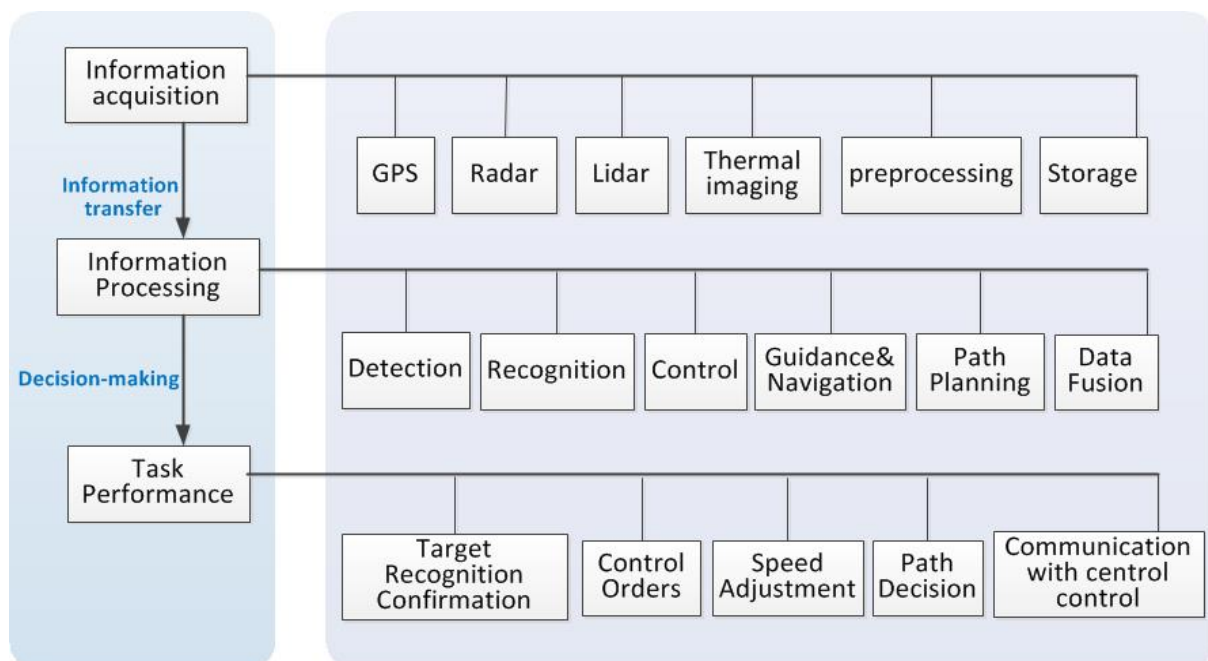 Information
acquisition
GPS
Radar
Lidar
Thermal
imaging
preprocessing
Storage
Information
transfer
Information
Processing
Detection
Recognition
Control
Guidance&
Navigation
Path
Planning
Data
Fusion
Decision-making
Task
Performance
Target
Recognition
Confirmation
Control
Orders
Speed
Adjustment
Path
Decision
Communication
with central
control